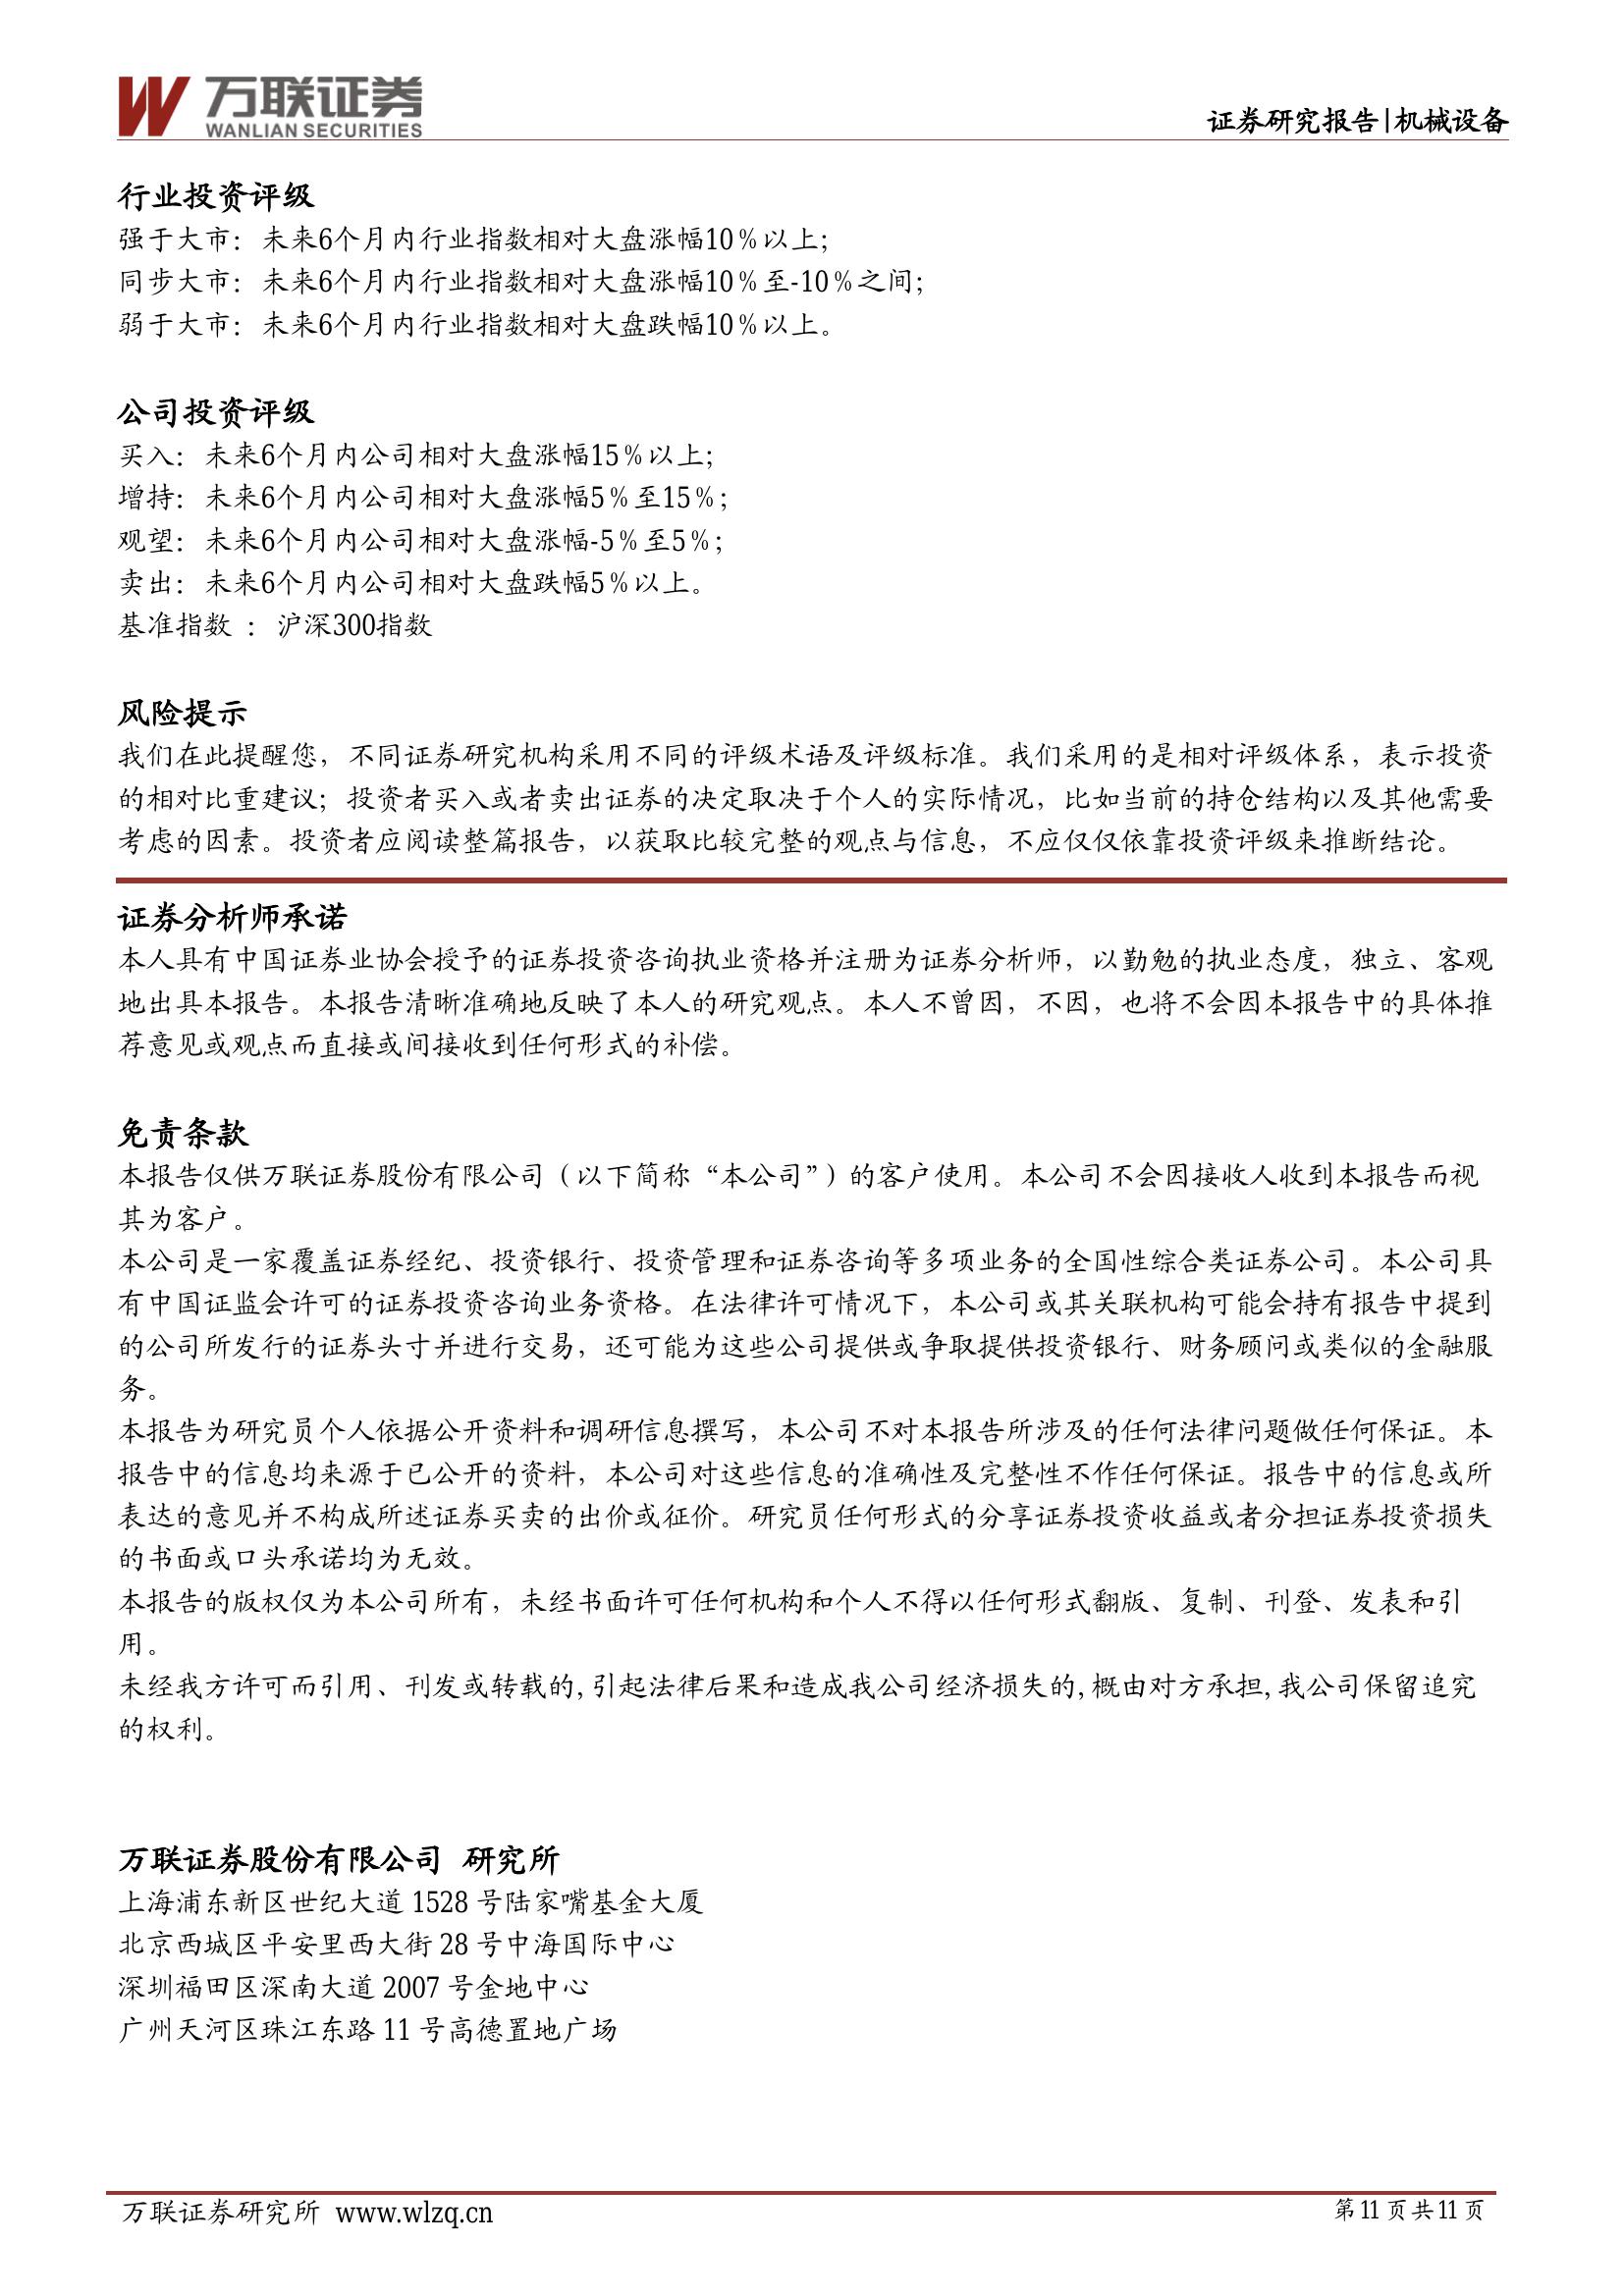 万联证券
WANLIAN SECURITIES
证券研究报告|机械设备
行业投资评级
强于大市：未来6个月内行业指数相对大盘涨幅10％以上；
同步大市：未来6个月内行业指数相对大盘涨幅10％至-10％之间；
弱于大市：未来6个月内行业指数相对大盘跌幅10％以上。
公司投资评级
买入：未来6个月内公司相对大盘涨幅15％以上；
增持：未来6个月内公司相对大盘涨幅5％至15％；
观望：未来6个月内公司相对大盘涨幅-5％至5％；
卖出：未来6个月内公司相对大盘跌幅5％以上。
基准指数 ：沪深300指数
风险提示
我们在此提醒您，不同证券研究机构采用不同的评级术语及评级标准。我们采用的是相对评级体系，表示投资
的相对比重建议；投资者买入或者卖出证券的决定取决于个人的实际情况，比如当前的持仓结构以及其他需要
考虑的因素。投资者应阅读整篇报告，以获取比较完整的观点与信息，不应仅仅依靠投资评级来推断结论。
证券分析师承诺
本人具有中国证券业协会授予的证券投资咨询执业资格并注册为证券分析师，以勤勉的执业态度，独立、客观
地出具本报告。本报告清晰准确地反映了本人的研究观点。本人不曾因，不因，也将不会因本报告中的具体推
荐意见或观点而直接或间接收到任何形式的补偿。
免责条款
本报告仅供万联证券股份有限公司（以下简称“本公司”）的客户使用。本公司不会因接收人收到本报告而视
其为客户。
本公司是一家覆盖证券经纪、投资银行、投资管理和证券咨询等多项业务的全国性综合类证券公司。本公司具
有中国证监会许可的证券投资咨询业务资格。在法律许可情况下，本公司或其关联机构可能会持有报告中提到
的公司所发行的证券头寸并进行交易，还可能为这些公司提供或争取提供投资银行、财务顾问或类似的金融服
务。
本报告为研究员个人依据公开资料和调研信息撰写，本公司不对本报告所涉及的任何法律问题做任何保证。本
报告中的信息均来源于已公开的资料，本公司对这些信息的准确性及完整性不作任何保证。报告中的信息或所
表达的意见并不构成所述证券买卖的出价或征价。研究员任何形式的分享证券投资收益或者分担证券投资损失
的书面或口头承诺均为无效。
本报告的版权仅为本公司所有，未经书面许可任何机构和个人不得以任何形式翻版、复制、刊登、发表和引
用。
未经我方许可而引用、刊发或转载的,引起法律后果和造成我公司经济损失的,概由对方承担,我公司保留追究
的权利。
万联证券股份有限公司 研究所
上海浦东新区世纪大道 1528 号陆家嘴基金大厦
北京西城区平安里西大街 28 号中海国际中心
深圳福田区深南大道 2007 号金地中心
广州天河区珠江东路 11 号高德置地广场
万联证券研究所 www.wlzq.cn
第 11 页 共 11 页